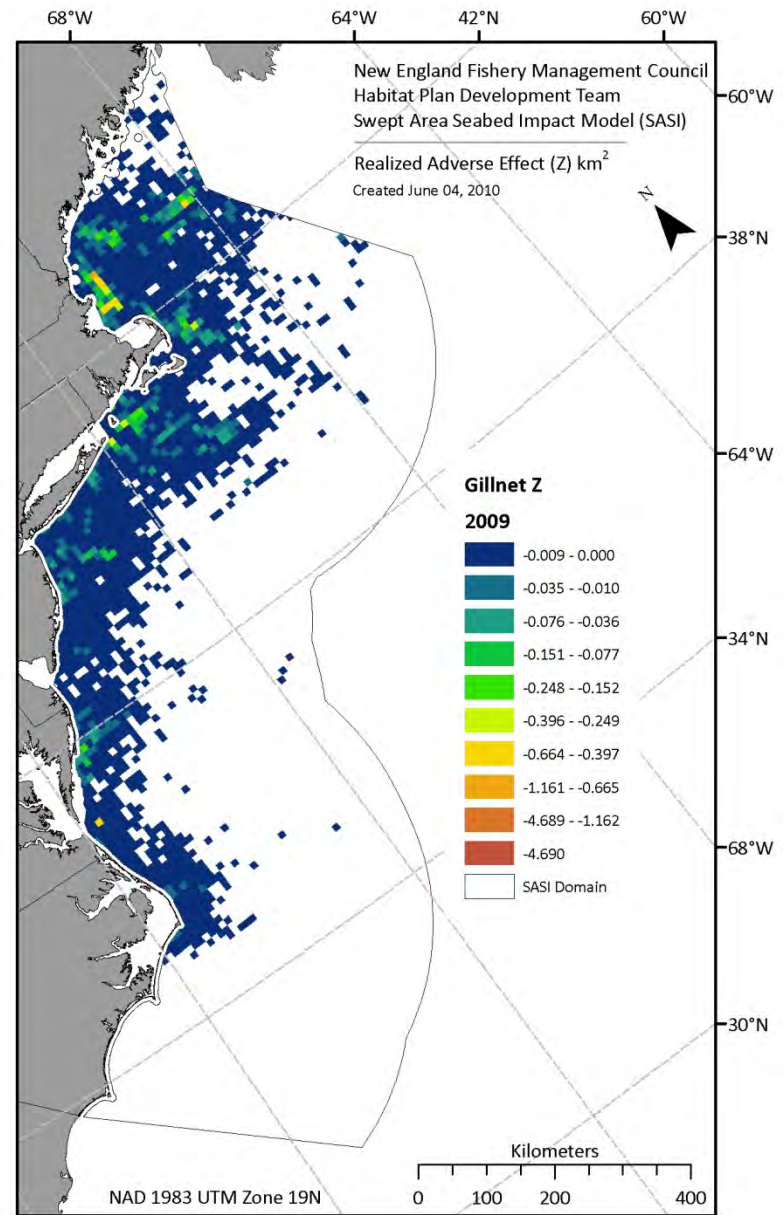 68°W
64°W
42°N
60°W
New England Fishery Management Council
Habitat Plan Development Team
Swept Area Seabed Impact Model (SASI)
Realized Adverse Effect (Z) km²
Created June 04, 2010
N
38°N
64°W
Gillnet Z
2009
-0.009 - 0.000
-0.035 - -0.010
-0.076 - -0.036
-0.151 - -0.077
-0.248 - -0.152
-0.396 - -0.249
-0.664 - -0.397
-1.161 - -0.665
-4.689 - -1.162
-4.690
SASI Domain
34°N
68°W
30°N
Kilometers
NAD 1983 UTM Zone 19N
0 100 200 400